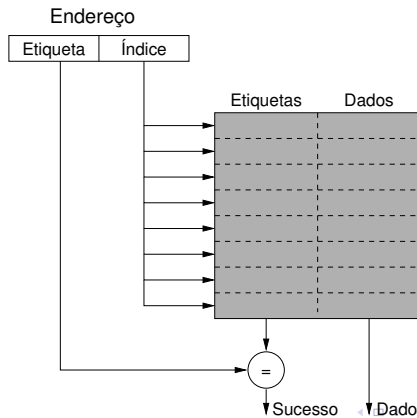 Endereço
Etiqueta Índice
Etiquetas Dados
=
Sucesso Dado